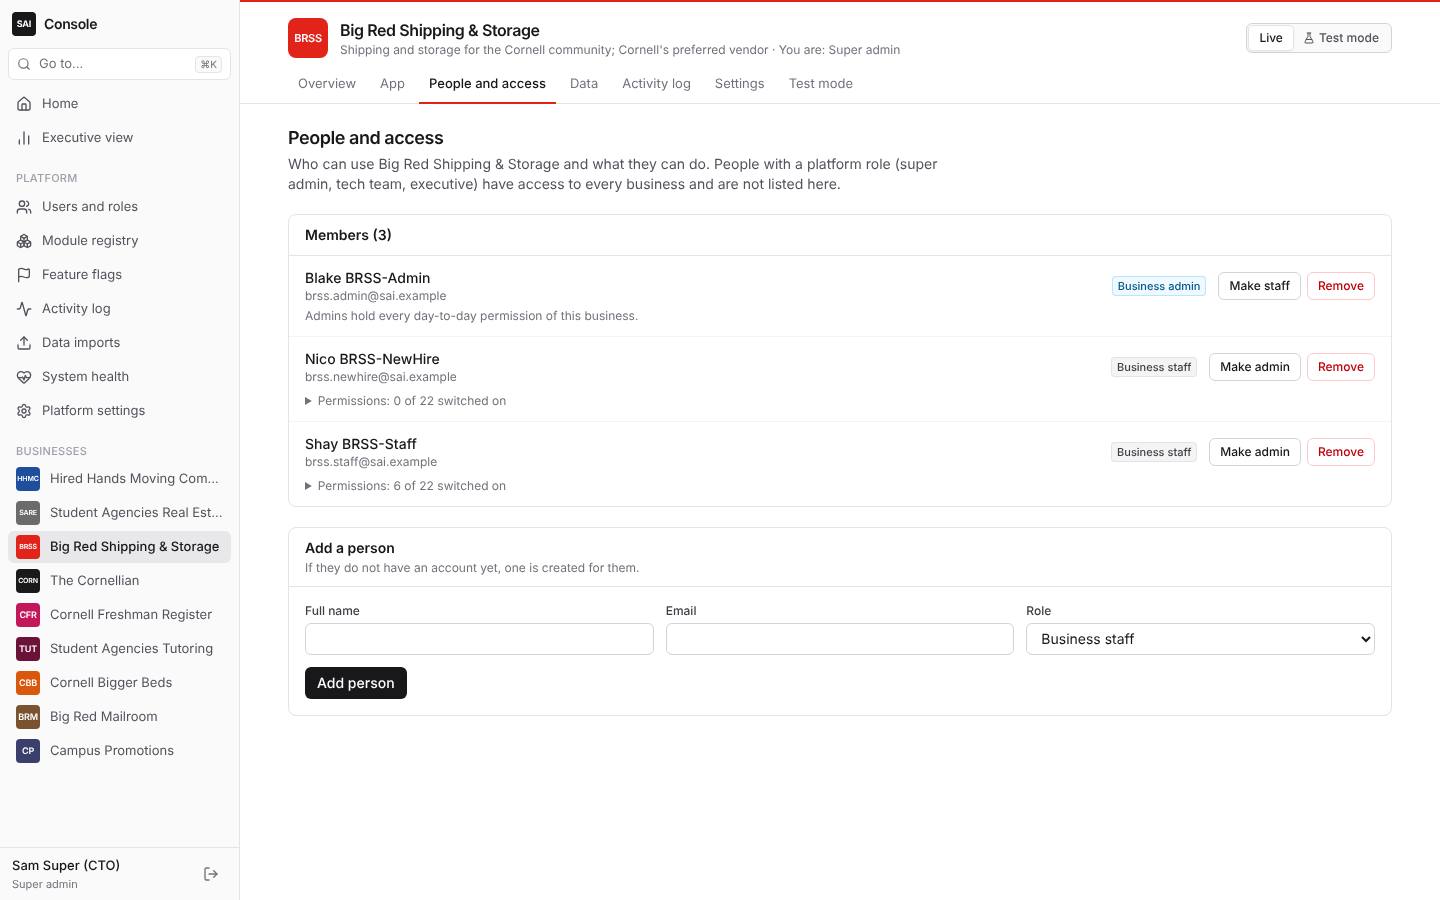 SAI Console
Go to... ⌘K
Home
Executive view
PLATFORM
Users and roles
Module registry
Feature flags
Activity log
Data imports
System health
Platform settings
BUSINESSES
HHMC Hired Hands Moving Com...
SARE Student Agencies Real Est...
BRSS Big Red Shipping & Storage
CORN The Cornellian
CFR Cornell Freshman Register
TUT Student Agencies Tutoring
CBB Cornell Bigger Beds
BRM Big Red Mailroom
CP Campus Promotions
Sam Super (CTO)
Super admin
BRSS Big Red Shipping & Storage
Shipping and storage for the Cornell community; Cornell's preferred vendor · You are: Super admin
Live Test mode
Overview App People and access Data Activity log Settings Test mode
People and access
Who can use Big Red Shipping & Storage and what they can do. People with a platform role (super
admin, tech team, executive) have access to every business and are not listed here.
Members (3)
Blake BRSS-Admin
brss.admin@sai.example
Admins hold every day-to-day permission of this business.
Business admin Make staff Remove
Nico BRSS-NewHire
brss.newhire@sai.example
Permissions: 0 of 22 switched on
Business staff Make admin Remove
Shay BRSS-Staff
brss.staff@sai.example
Permissions: 6 of 22 switched on
Business staff Make admin Remove
Add a person
If they do not have an account yet, one is created for them.
Full name Email Role
Business staff
Add person